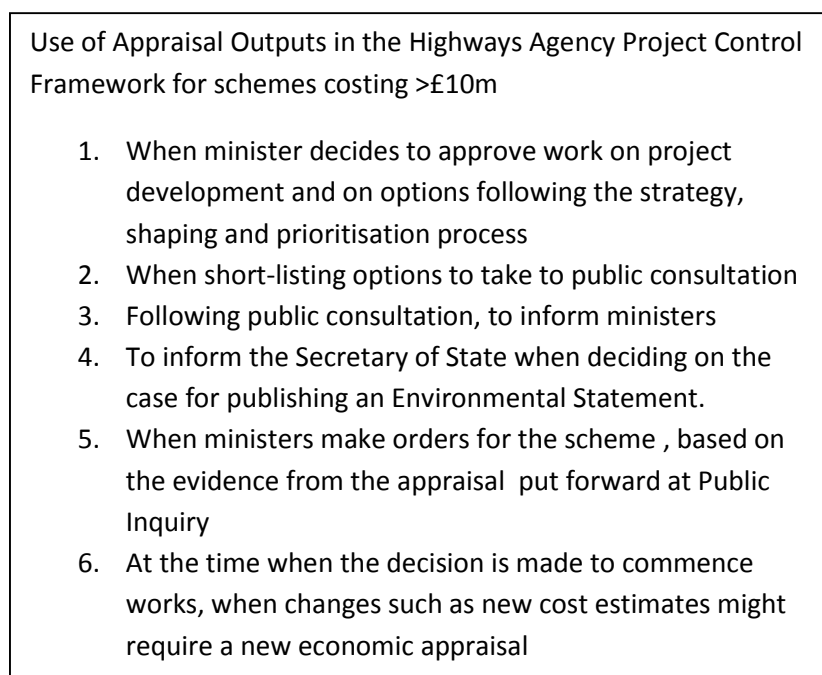 Use of Appraisal Outputs in the Highways Agency Project Control
Framework for schemes costing >£10m
1. When minister decides to approve work on project
development and on options following the strategy,
shaping and prioritisation process
2. When short-listing options to take to public consultation
3. Following public consultation, to inform ministers
4. To inform the Secretary of State when deciding on the
case for publishing an Environmental Statement.
5. When ministers make orders for the scheme , based on
the evidence from the appraisal  put forward at Public
Inquiry
6. At the time when the decision is made to commence
works, when changes such as new cost estimates might
require a new economic appraisal